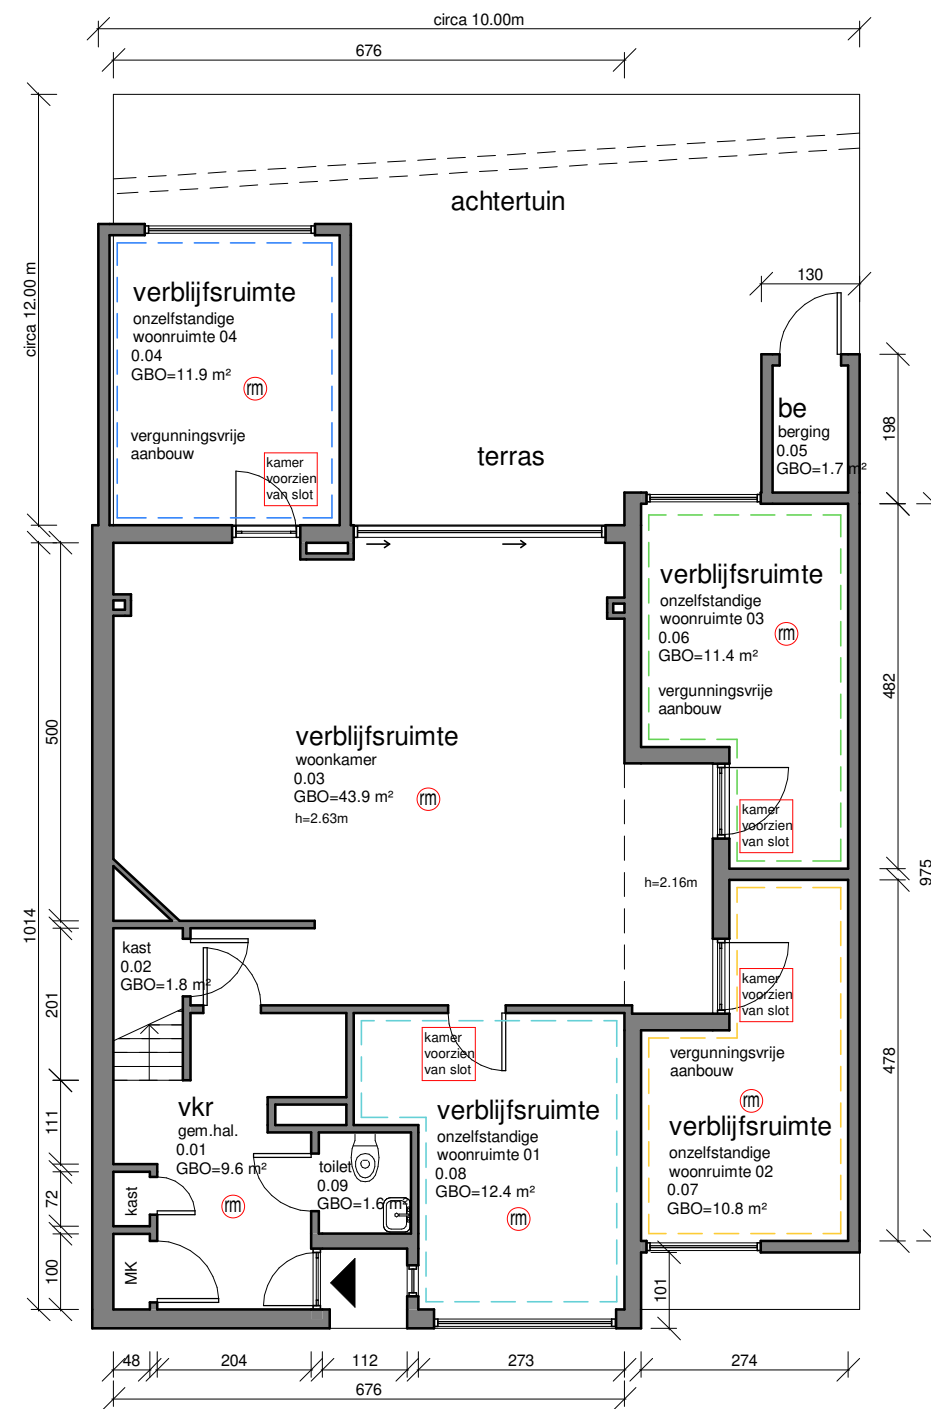 circa 10.00m
676
circa 12.00 m
achtertuin
130
verblijfsruimte
onzelfstandige
woonruimte 04
0.04
GBO=11.9 m²
rm
vergunningsvrije
aanbouw
kamer
voorzien
van slot
terras
be
berging
0.05
GBO=1.7 m²
198
verblijfsruimte
onzelfstandige
woonruimte 03
0.06
GBO=11.4 m²
rm
vergunningsvrije
aanbouw
kamer
voorzien
van slot
482
975
500
1014
verblijfsruimte
woonkamer
0.03
GBO=43.9 m²
h=2.63m
rm
h=2.16m
kast
0.02
GBO=1.8 m²
201
kamer
voorzien
van slot
kamer
voorzien
van slot
vergunningsvrije
aanbouw
rm
verblijfsruimte
onzelfstandige
woonruimte 02
0.07
GBO=10.8 m²
478
111
vkr
gem.hal.
0.01
GBO=9.6 m²
rm
toilet
0.09
GBO=1.6 m²
verblijfsruimte
onzelfstandige
woonruimte 01
0.08
GBO=12.4 m²
rm
72
kast
100
MK
101
48
204
112
273
274
676